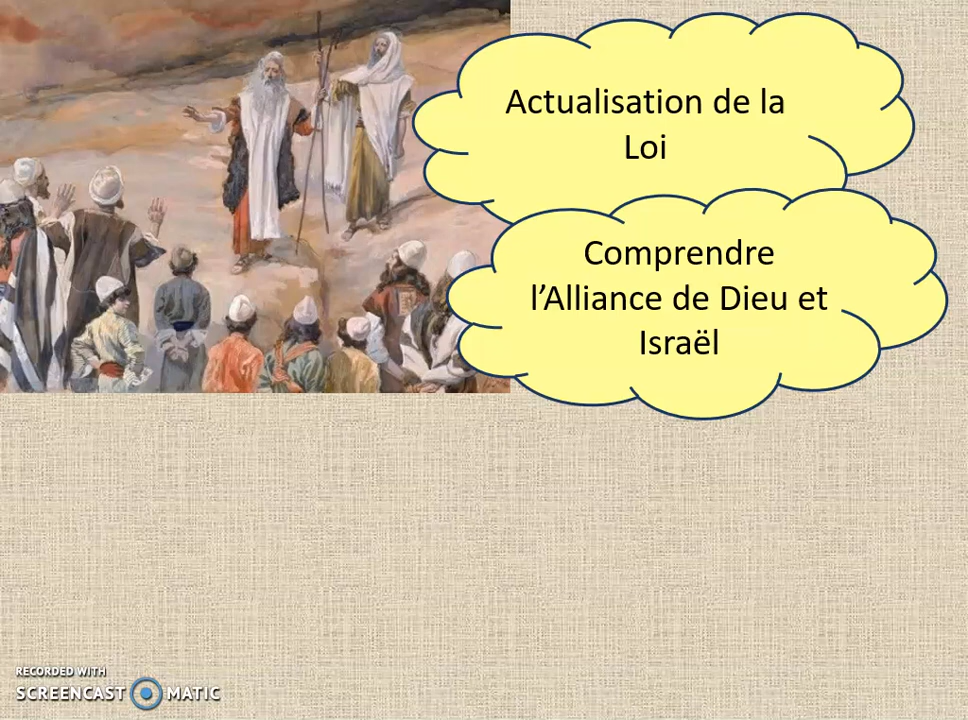 Actualisation de la
Loi
Comprendre
l’Alliance de Dieu et
Israël
RECORDED WITH
SCREENCAST MATIC